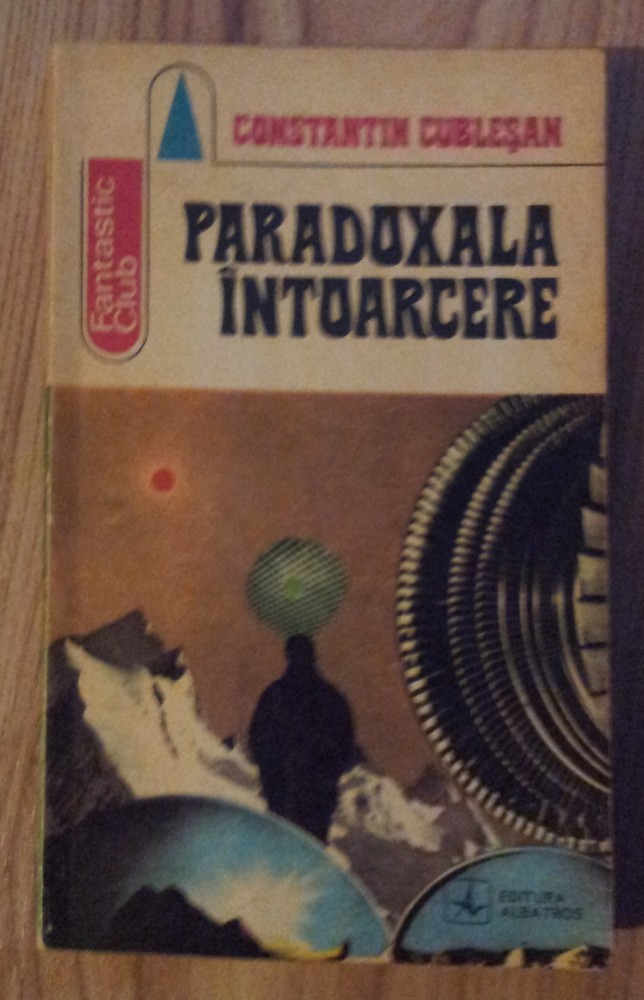 CONSTANTIN CUBLEŞAN
Fantastic
Club
PARADOXALA
ÎNTOARCERE
EDITURA
ALBATROS